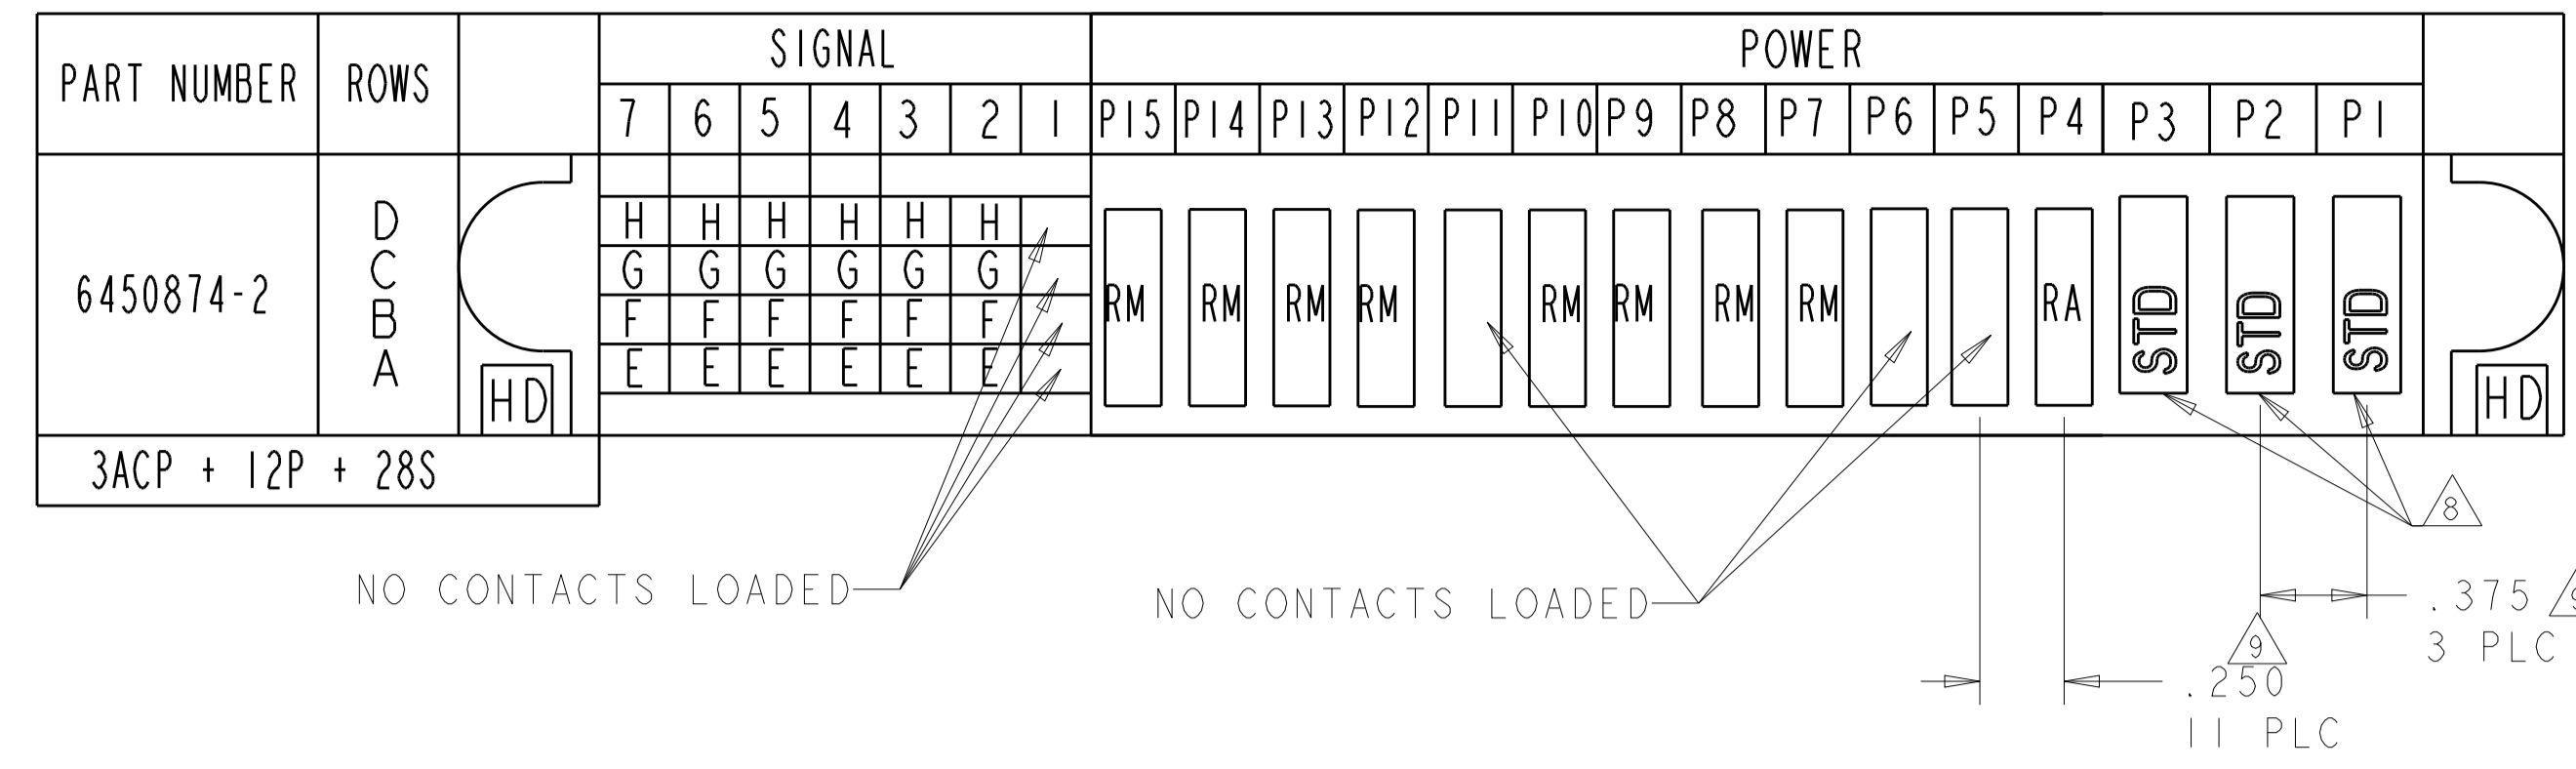 SIGNAL POWER
PART NUMBER ROWS
7 6 5 4 3 2 1 P15 P14 P13 P12 P11 P10 P9 P8 P7 P6 P5 P4 P3 P2 P1
D H H H H H H
C G G G G G G
6450874-2 RM RM RM RM RM RM RM RM RA STD STD STD
B F F F F F F
A E E E E E E
HD HD
3ACP + 12P + 28S
8
NO CONTACTS LOADED NO CONTACTS LOADED .375
3 PLC
9
.250
11 PLC